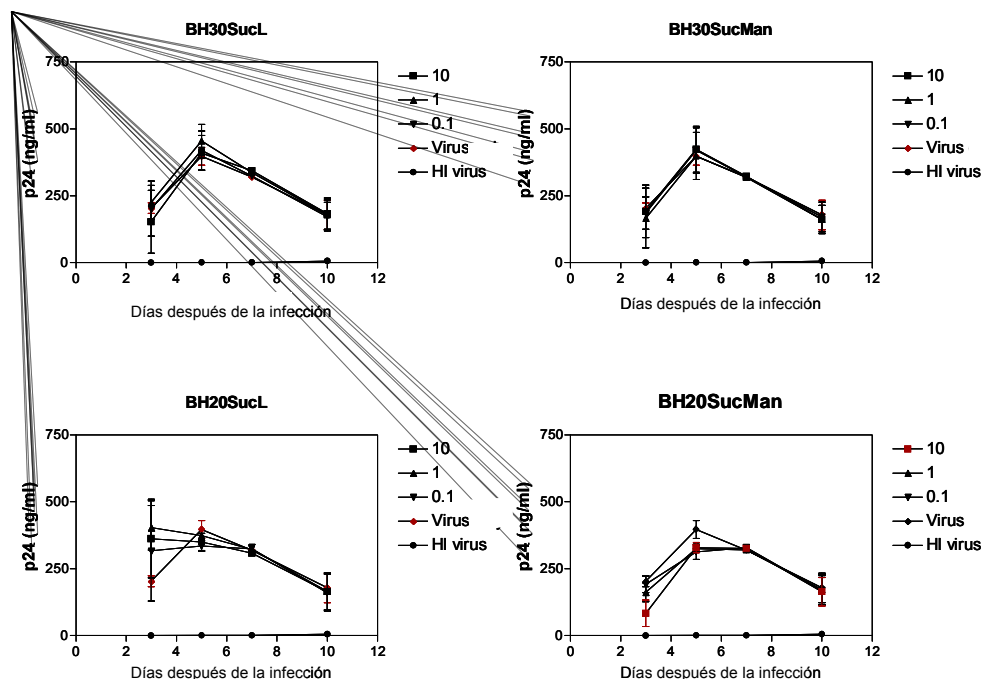 BH30SucL
p24 (ng/ml)
750
500
250
0
0 2 4 6 8 10 12
Días después de la infección
10
1
0.1
Virus
HI virus
BH30SucMan
p24 (ng/ml)
750
500
250
0
0 2 4 6 8 10 12
Días después de la infección
10
1
0.1
Virus
HI virus
BH20SucL
p24 (ng/ml)
750
500
250
0
0 2 4 6 8 10 12
Días después de la infección
10
1
0.1
Virus
HI virus
BH20SucMan
p24 (ng/ml)
750
500
250
0
0 2 4 6 8 10 12
Días después de la infección
10
1
0.1
Virus
HI virus